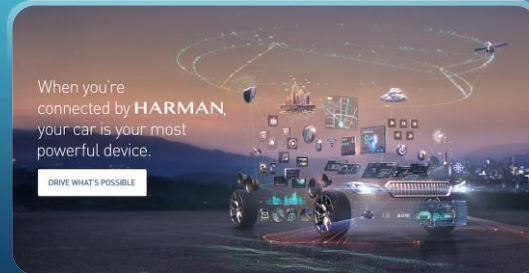 When you're
connected by HARMAN,
your car is your most
powerful device.
DRIVE WHAT'S POSSIBLE